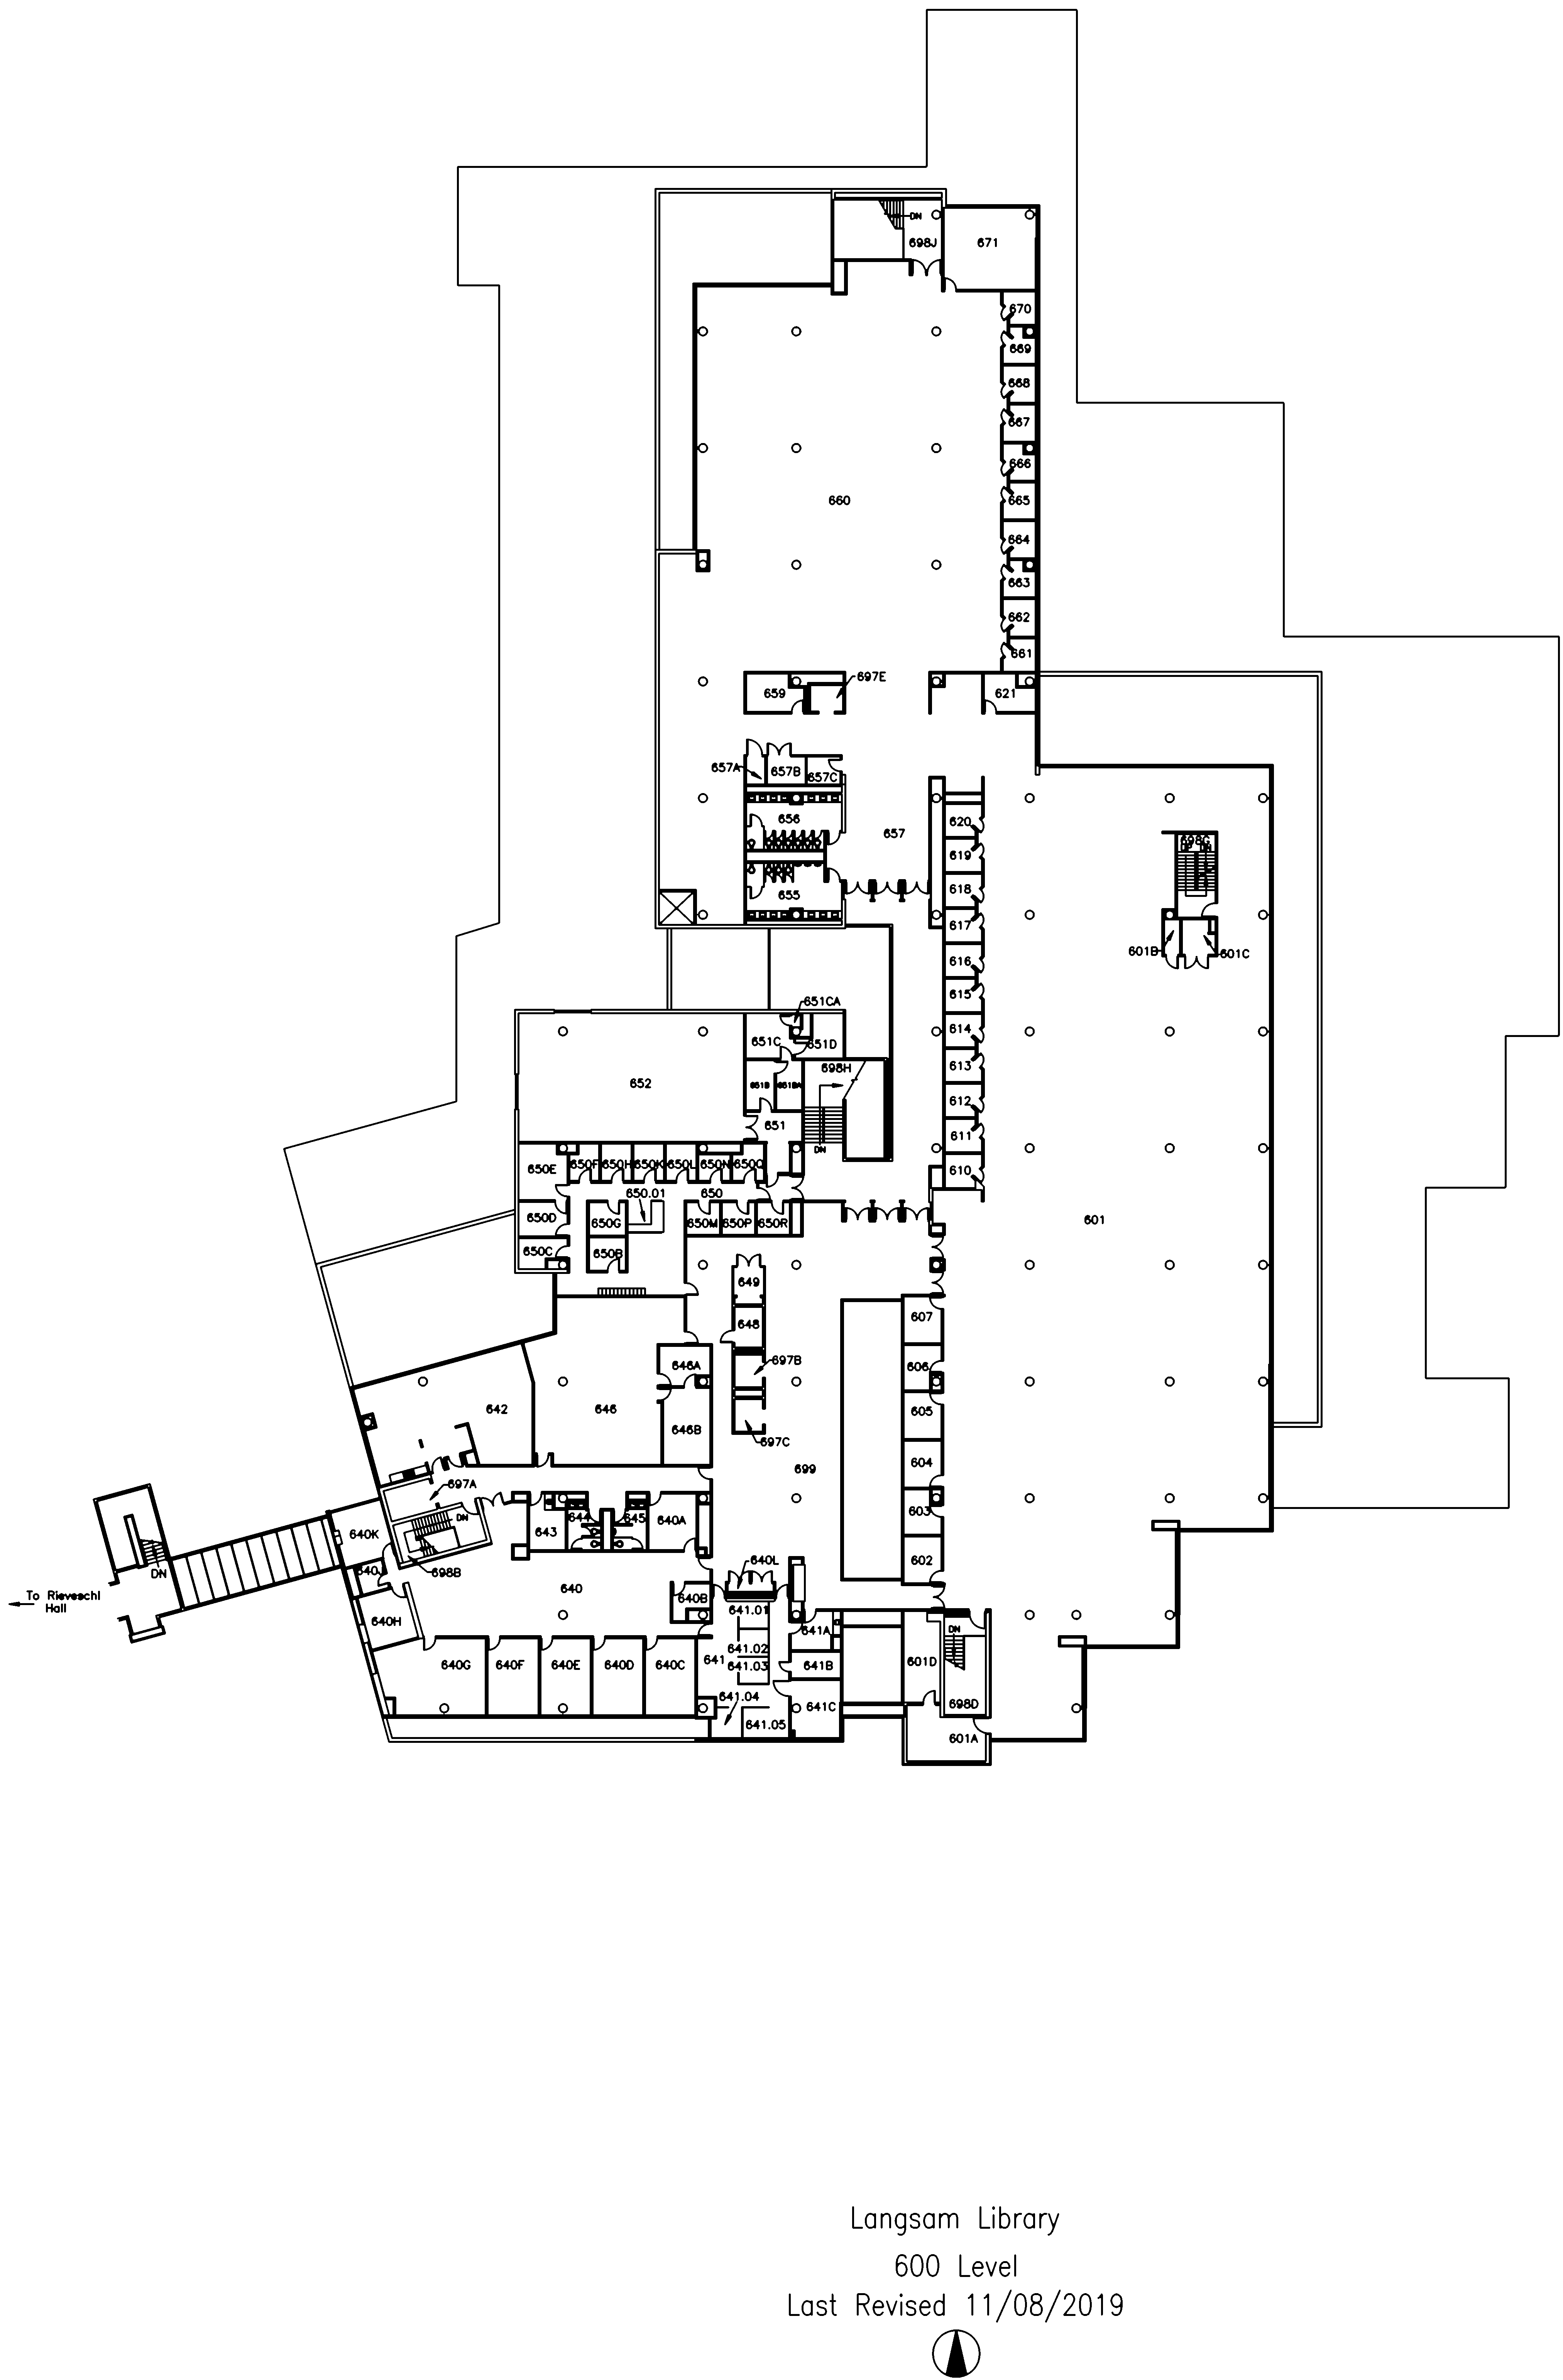 DN
698J
671
670
669
668
667
666
660
665
664
663
662
661
697E
659
621
657A
657B
657C
656
620
657
698G
UP DN
619
655
618
617
601B
601C
616
615
651CA
614
651C
651D
613
698H
652
651B
651BA
612
651
611
DN
650E
650F
650H
650K
650L
650N
650Q
610
650.01
650
650D
650G
650M
650P
650R
601
650C
650B
649
607
648
646A
697B
606
642
646
605
646B
697C
604
699
697A
603
DN
644
645
640A
643
640K
640L
602
698B
640J
DN
640
640B
To Rieveschl
Hall
641.01
640H
641A
DN
641.02
641
640G
640F
640E
640D
640C
641.03
641B
601D
641.04
641C
698D
641.05
601A
Langsam Library
600 Level
Last Revised 11/08/2019